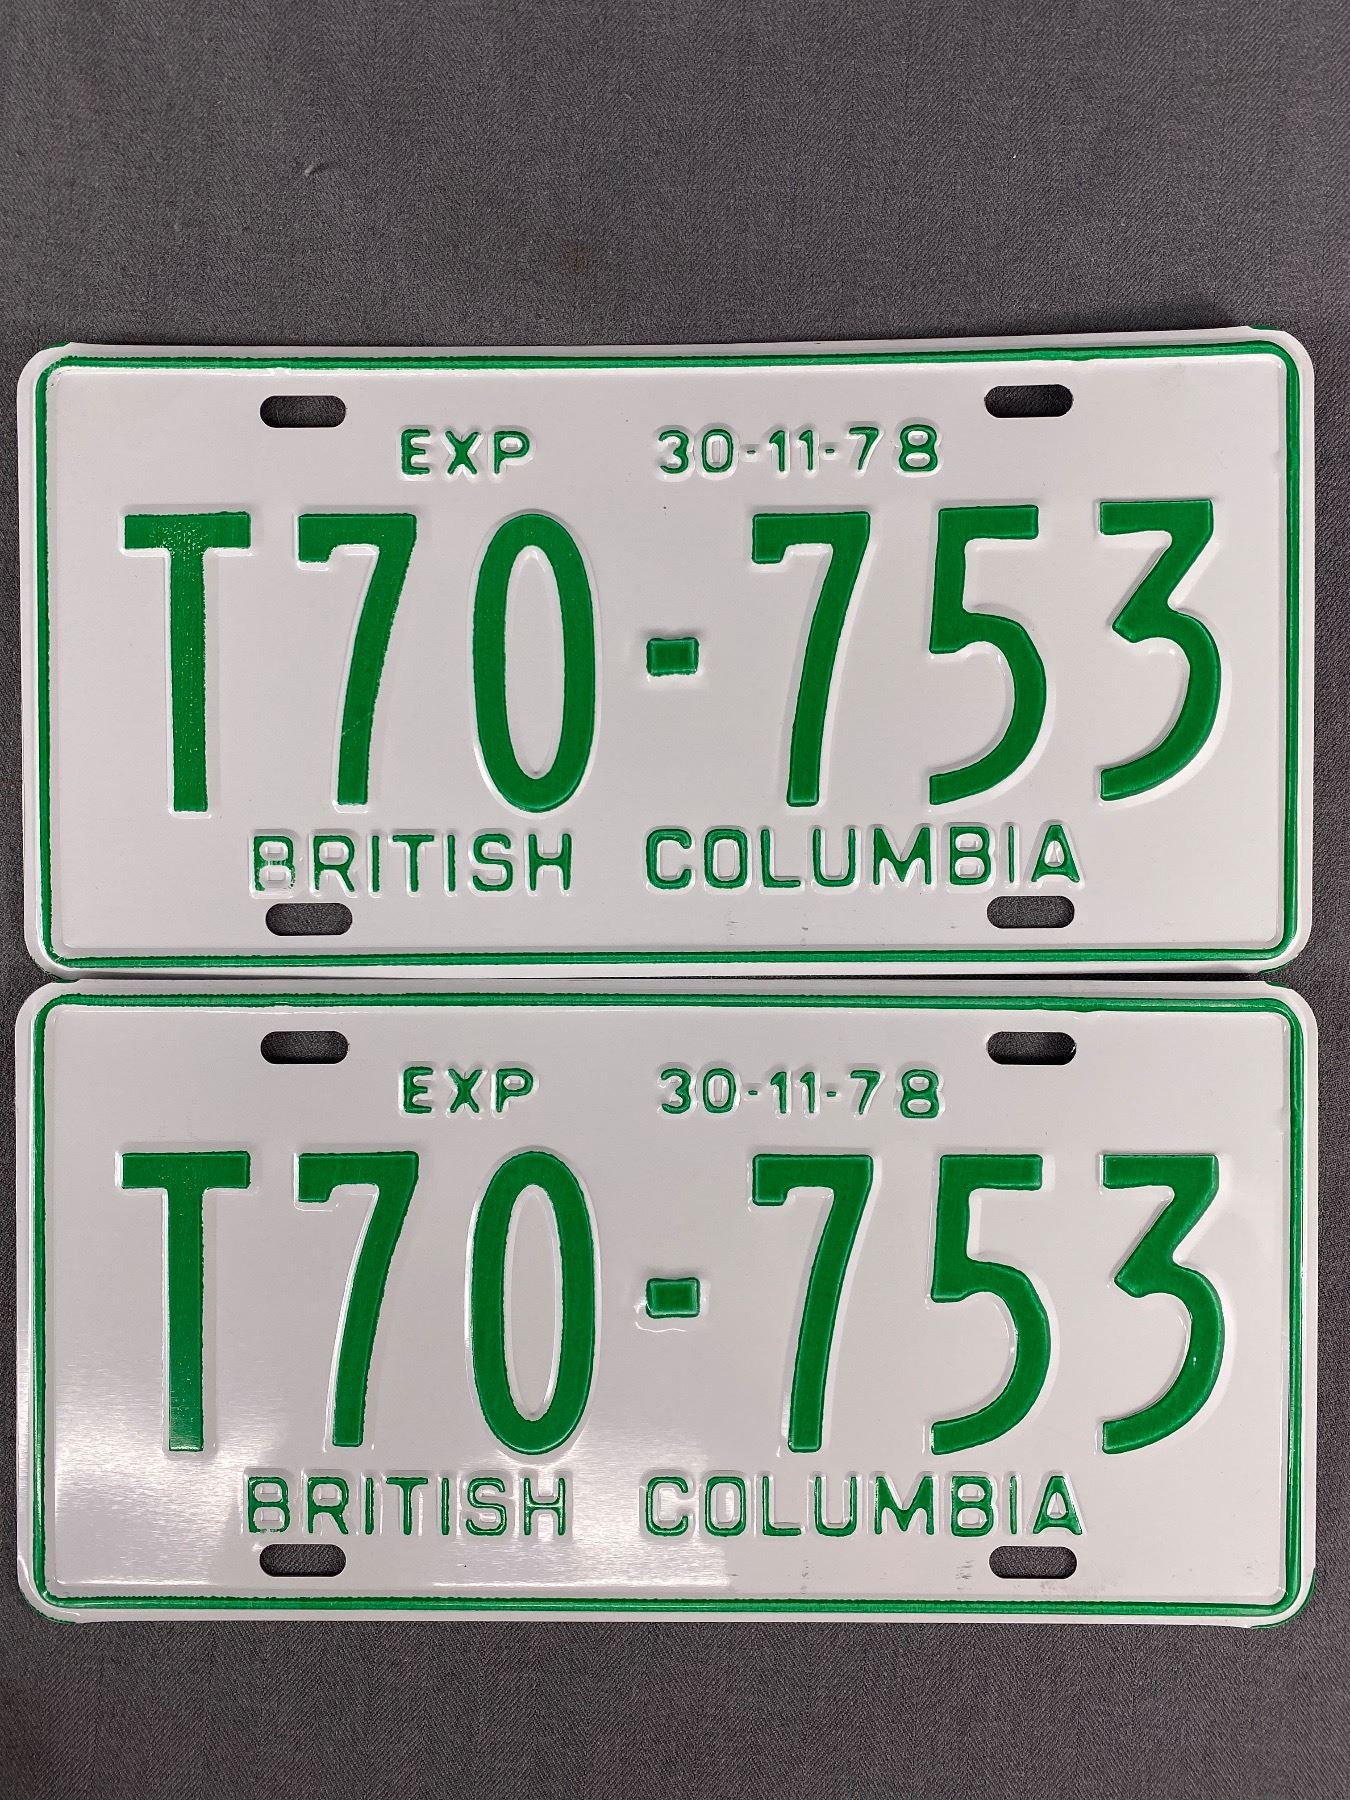 EXP 30-11-78
T70-753
BRITISH COLUMBIA
EXP 30-11-78
T70-753
BRITISH COLUMBIA